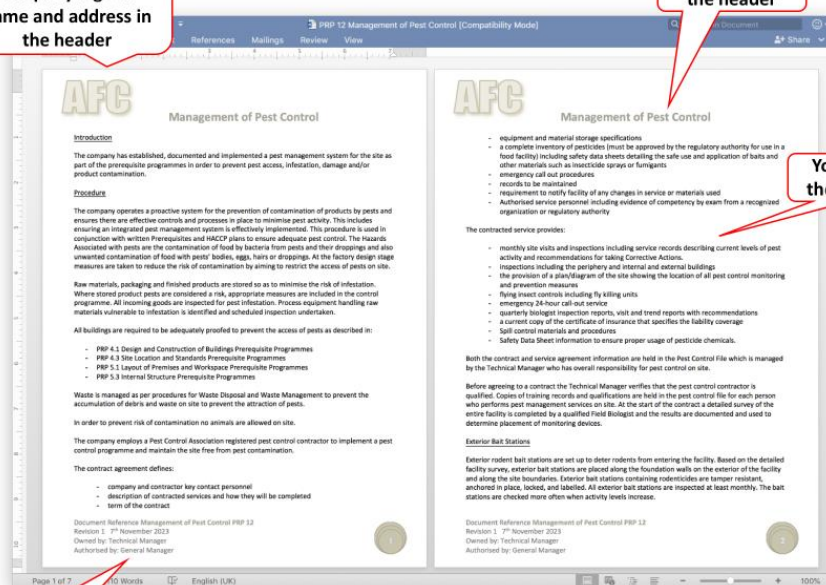 me and address in
the header
the header
PRP 12 Management of Pest Control [Compatibility Mode]
References Mailings Review View
Share
AFC
Management of Pest Control
Introduction
The company has established, documented and implemented a pest management system for the site as
part of the prerequisite programmes in order to prevent pest access, infestation, damage and/or
product contamination.
Procedure
The company operates a proactive system for the prevention of contamination of products by pests and
ensures there are effective controls and processes in place to minimise pest activity. This includes
ensuring an integrated pest management system is effectively implemented. This procedure is used in
conjunction with written Prerequisites and HACCP plans to ensure adequate pest control. The Hazards
Associated with pests are the contamination of food by bacteria from pests and their droppings and also
unwanted contamination of food with pests' bodies, eggs, hairs or droppings. At the factory design stage
measures are taken to reduce the risk of contamination by aiming to restrict the access of pests on site.
Raw materials, packaging and finished products are stored so as to minimise the risk of infestation.
Where stored product pests are considered a risk, appropriate measures are included in the control
programme. All incoming goods are inspected for pest infestation. Process equipment handling raw
materials vulnerable to infestation is identified and scheduled inspection undertaken.
All buildings are required to be adequately proofed to prevent the access of pests as described in:
- PRP 4.1 Design and Construction of Buildings Prerequisite Programmes
- PRP 4.3 Site Location and Standards Prerequisite Programmes
- PRP 5.1 Layout of Premises and Workspace Prerequisite Programmes
- PRP 5.3 Internal Structure Prerequisite Programmes
Waste is managed as per procedures for Waste Disposal and Waste Management to prevent the
accumulation of debris and waste on site to prevent the attraction of pests.
In order to prevent risk of contamination no animals are allowed on site.
The company employs a Pest Control Association registered pest control contractor to implement a pest
control programme and maintain the site free from pest contamination.
The contract agreement defines:
- company and contractor key contact personnel
- description of contracted services and how they will be completed
- term of the contract
Document Reference Management of Pest Control PRP 12
Revision 1 7th November 2023
Owned by: Technical Manager
Authorised by: General Manager
1
AFC
Management of Pest Control
- equipment and material storage specifications
- a complete inventory of pesticides (must be approved by the regulatory authority for use in a
food facility) including safety data sheets detailing the safe use and application of baits and
other materials such as insecticide sprays or fumigants
- emergency call out procedures
- records to be maintained
- requirement to notify facility of any changes in service or materials used
- Authorised service personnel including evidence of competency by exam from a recognized
organization or regulatory authority
Yo
the
The contracted service provides:
- monthly site visits and inspections including service records describing current levels of pest
activity and recommendations for taking Corrective Actions.
- inspections including the periphery and internal and external buildings
- the provision of a plan/diagram of the site showing the location of all pest control monitoring
and prevention measures
- flying insect controls including fly killing units
- emergency 24-hour call-out service
- quarterly biologist inspection reports, visit and trend reports with recommendations
- a current copy of the certificate of insurance that specifies the liability coverage
- Spill control materials and procedures
- Safety Data Sheet information to ensure proper usage of pesticide chemicals.
Both the contract and service agreement information are held in the Pest Control File which is managed
by the Technical Manager who has overall responsibility for pest control on site.
Before agreeing to a contract the Technical Manager verifies that the pest control contractor is
qualified. Copies of training records and qualifications are held in the pest control file for each person
who performs pest management services on site. At the start of the contract a detailed survey of the
entire facility is completed by a qualified Field Biologist and the results are documented and used to
determine placement of monitoring devices.
Exterior Bait Stations
Exterior rodent bait stations are set up to deter rodents from entering the facility. Based on the detailed
facility survey, exterior bait stations are placed along the foundation walls on the exterior of the facility
and along the site boundaries. Exterior bait stations containing rodenticides are tamper resistant,
anchored in place, locked, and labelled. All exterior bait stations are inspected at least monthly. The bait
stations are checked more often when activity levels increase.
Document Reference Management of Pest Control PRP 12
Revision 1 7th November 2023
Owned by: Technical Manager
Authorised by: General Manager
2
Page 1 of 7 10 Words English (UK) 100%